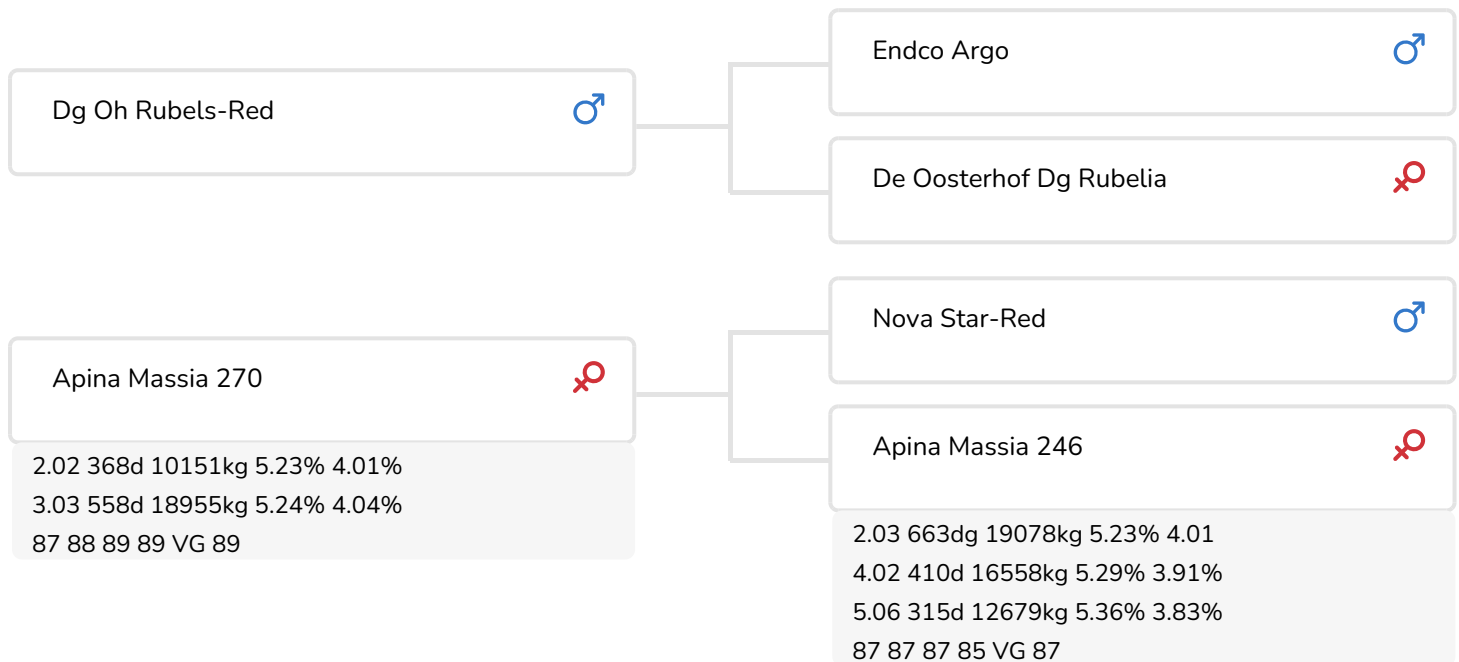 Dg Oh Rubels-Red
Endco Argo
De Oosterhof Dg Rubelia
Apina Massia 270
2.02 368d 10151kg 5.23% 4.01%
3.03 558d 18955kg 5.24% 4.04%
87 88 89 89 VG 89
Nova Star-Red
Apina Massia 246
2.03 663dg 19078kg 5.23% 4.01
4.02 410d 16558kg 5.29% 3.91%
5.06 315d 12679kg 5.36% 3.83%
87 87 87 85 VG 87